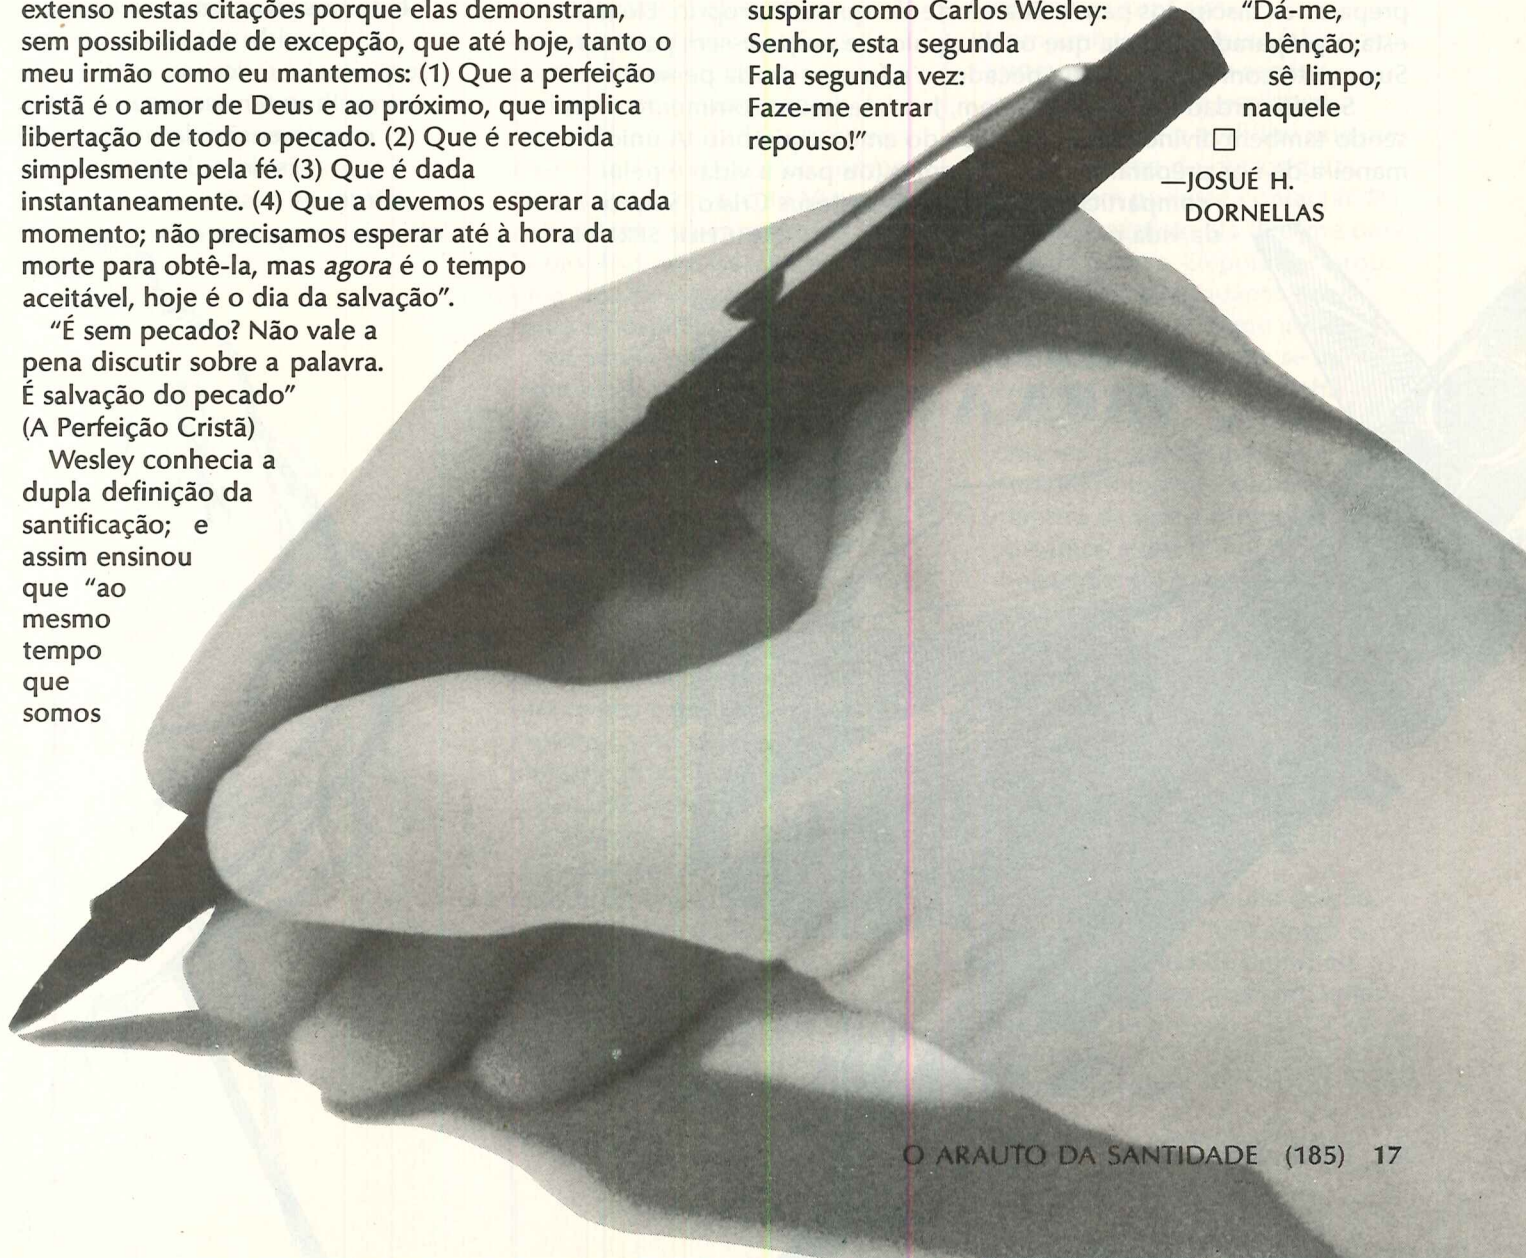 extenso nestas citações porque elas demonstram,
sem possibilidade de excepção, que até hoje, tanto o
meu irmão como eu mantemos: (1) Que a perfeição
cristã é o amor de Deus e ao próximo, que implica
libertação de todo o pecado. (2) Que é recebida
simplesmente pela fé. (3) Que é dada
instantaneamente. (4) Que a devemos esperar a cada
momento; não precisamos esperar até à hora da
morte para obtê-la, mas agora é o tempo
aceitável, hoje é o dia da salvação”.
“É sem pecado? Não vale a
pena discutir sobre a palavra.
É salvação do pecado”
(A Perfeição Cristã)
Wesley conhecia a
dupla definição da
santificação; e
assim ensinou
que “ao
mesmo
tempo
que
somos
suspirar como Carlos Wesley: “Dá-me,
Senhor, esta segunda bênção;
Fala segunda vez: sê limpo;
Faze-me entrar naquele
repouso!” □
—JOSUÉ H.
DORNELLAS
O ARAUTO DA SANTIDADE (185) 17